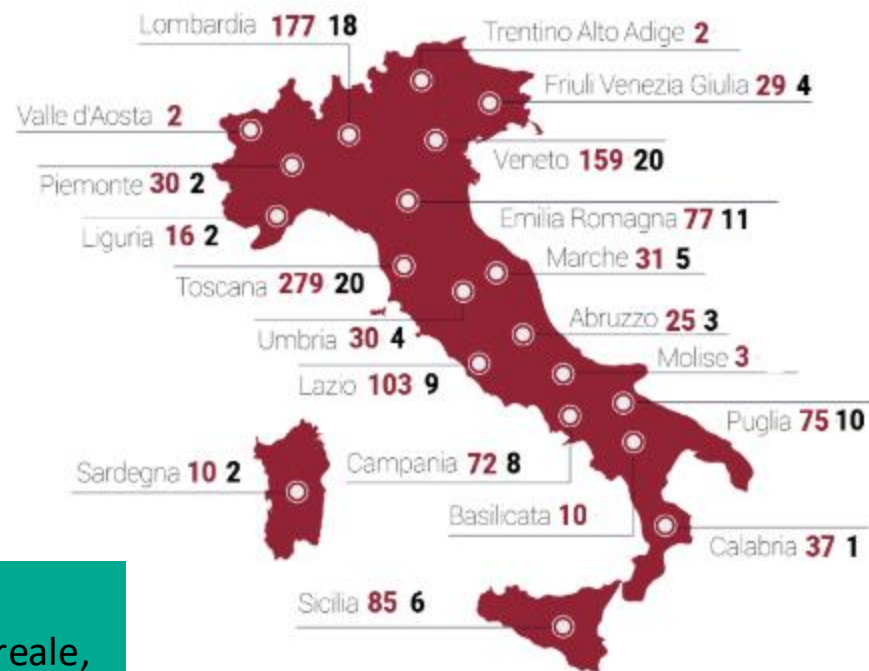 Lombardia 177 18
Trentino Alto Adige 2
Friuli Venezia Giulia 29 4
Valle d'Aosta 2
Veneto 159 20
Piemonte 30 2
Emilia Romagna 77 11
Liguria 16 2
Marche 31 5
Toscana 279 20
Abruzzo 25 3
Umbria 30 4
Molise 3
Lazio 103 9
Puglia 75 10
Sardegna 10 2
Campania 72 8
Basilicata 10
Calabria 37 1
Sicilia 85 6
reale,